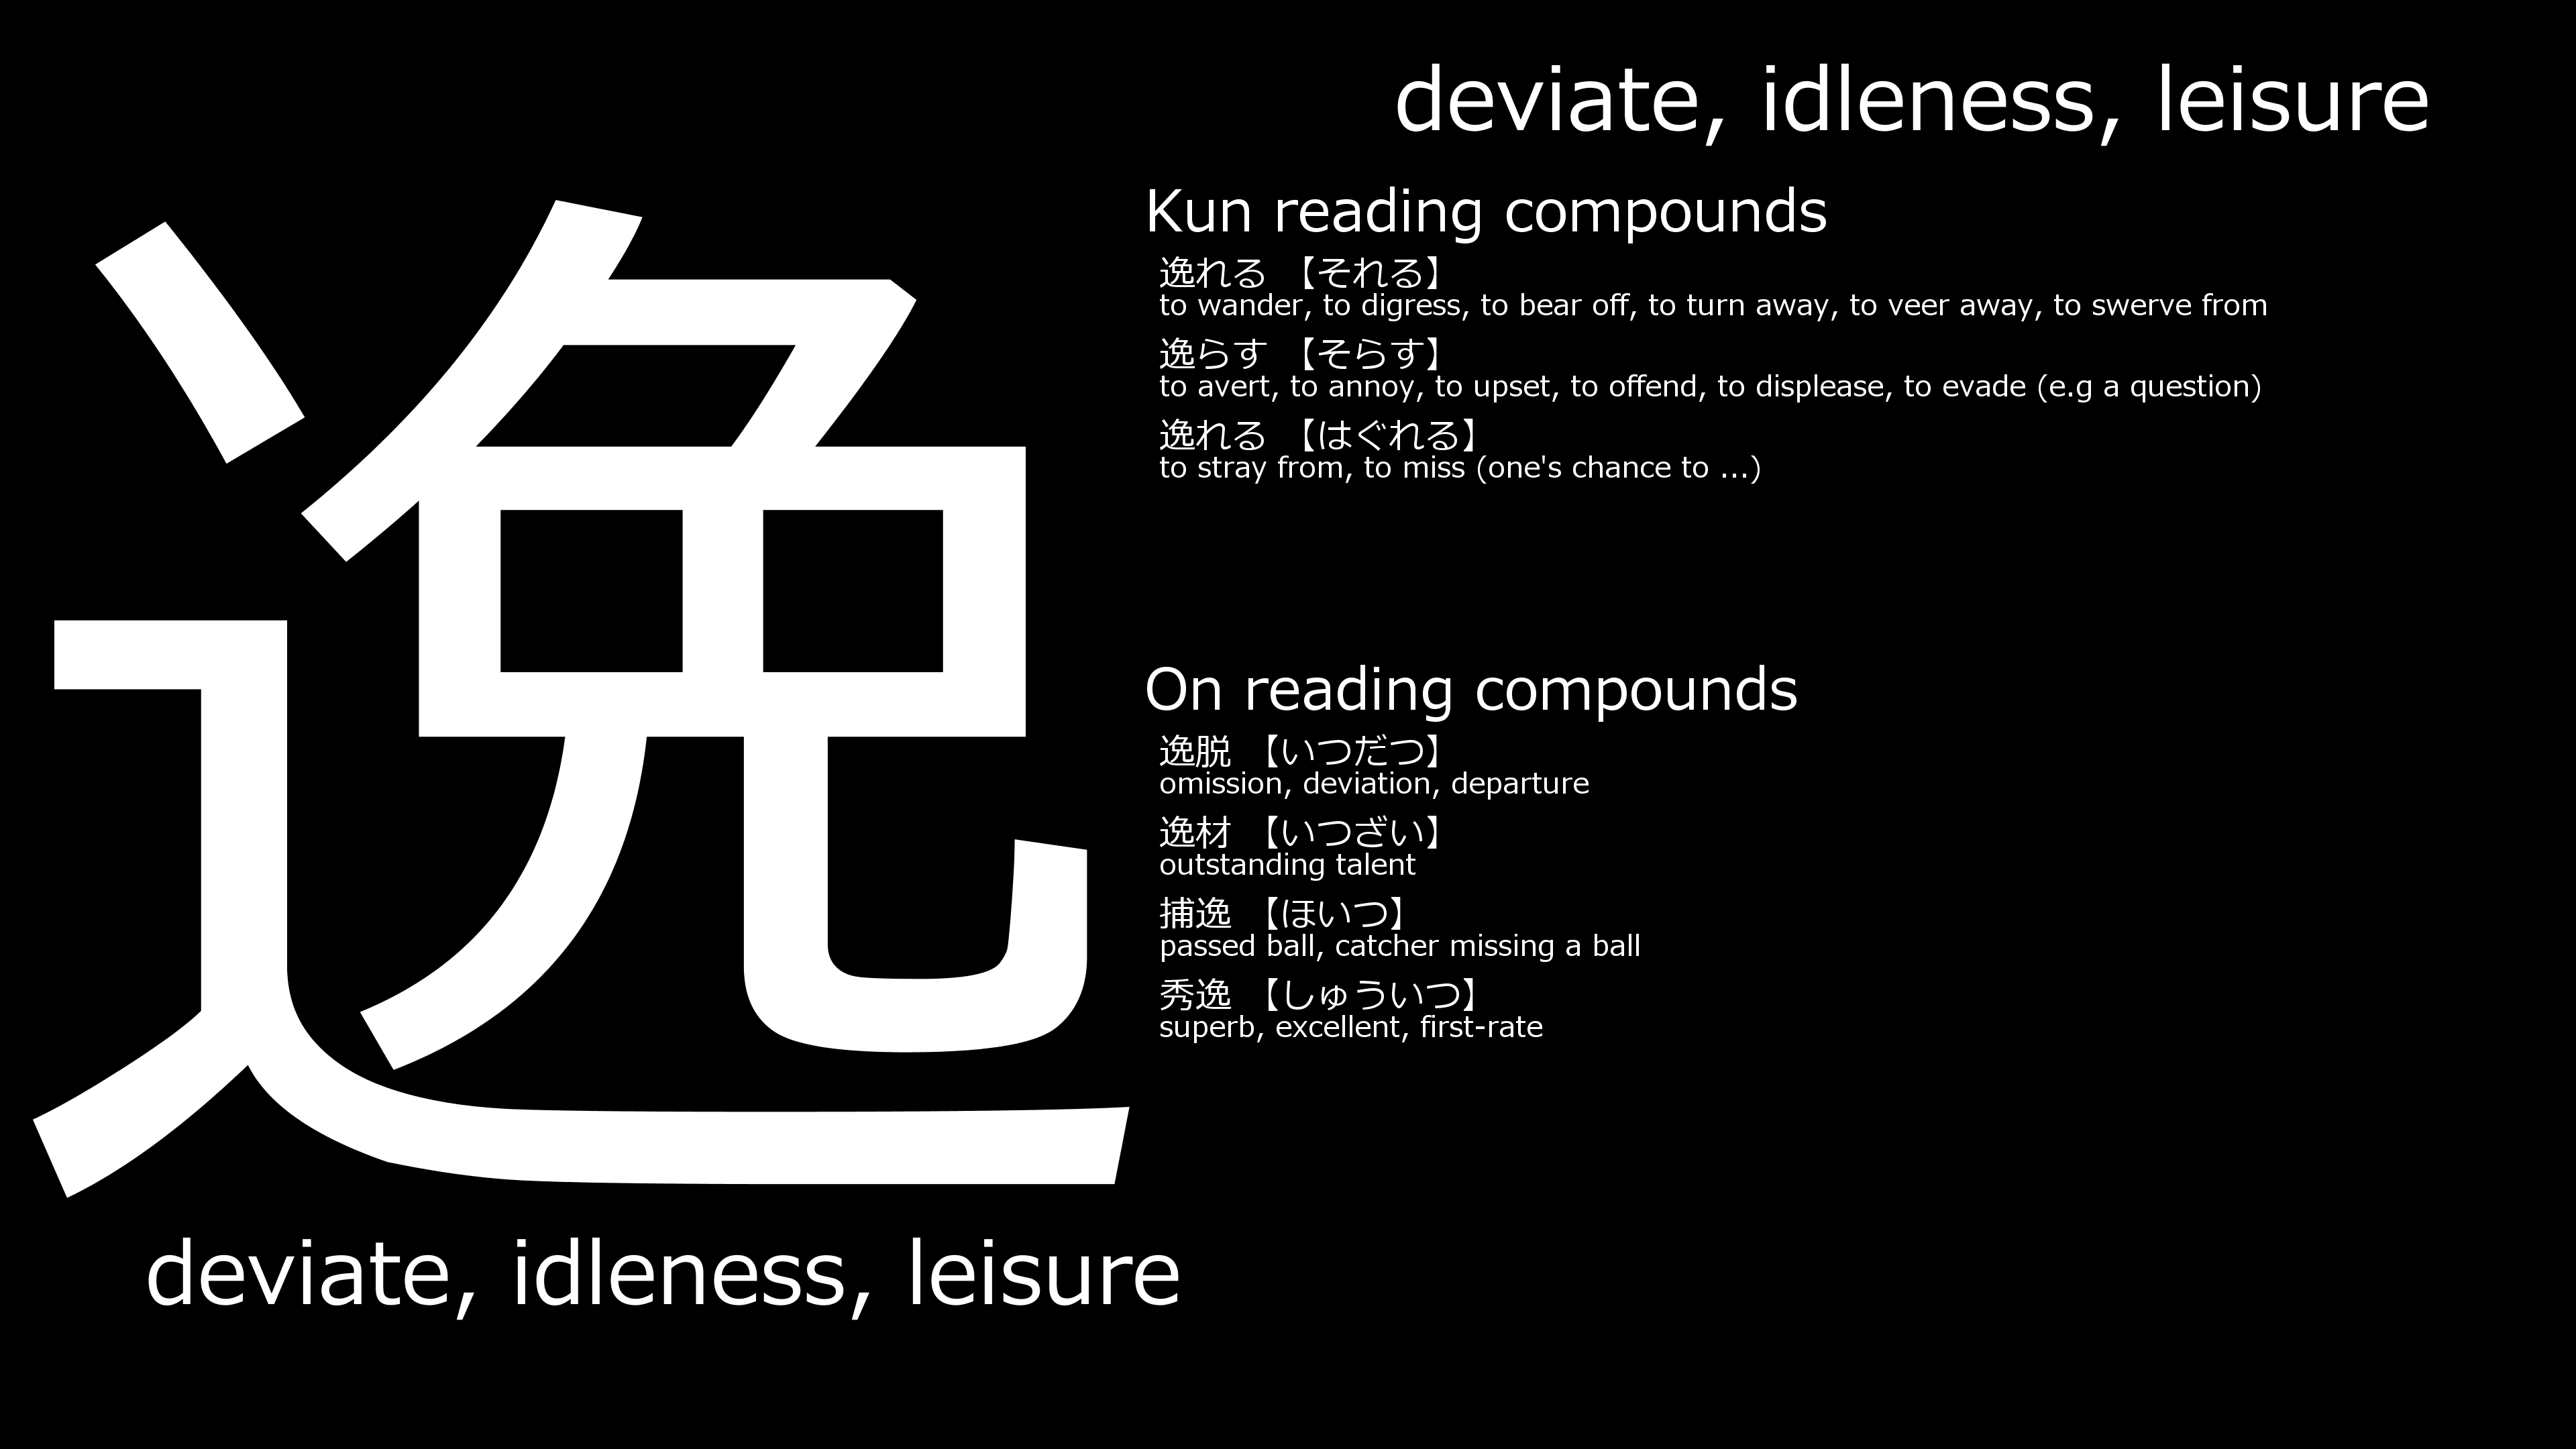 逸
deviate, idleness, leisure
deviate, idleness, leisure
Kun reading compounds
逸れる 【それる】
to wander, to digress, to bear off, to turn away, to veer away, to swerve from
逸らす 【そらす】
to avert, to annoy, to upset, to offend, to displease, to evade (e.g a question)
逸れる 【はぐれる】
to stray from, to miss (one's chance to ...)
On reading compounds
逸脱 【いつだつ】
omission, deviation, departure
逸材 【いつざい】
outstanding talent
捕逸 【ほいつ】
passed ball, catcher missing a ball
秀逸 【しゅういつ】
superb, excellent, first-rate